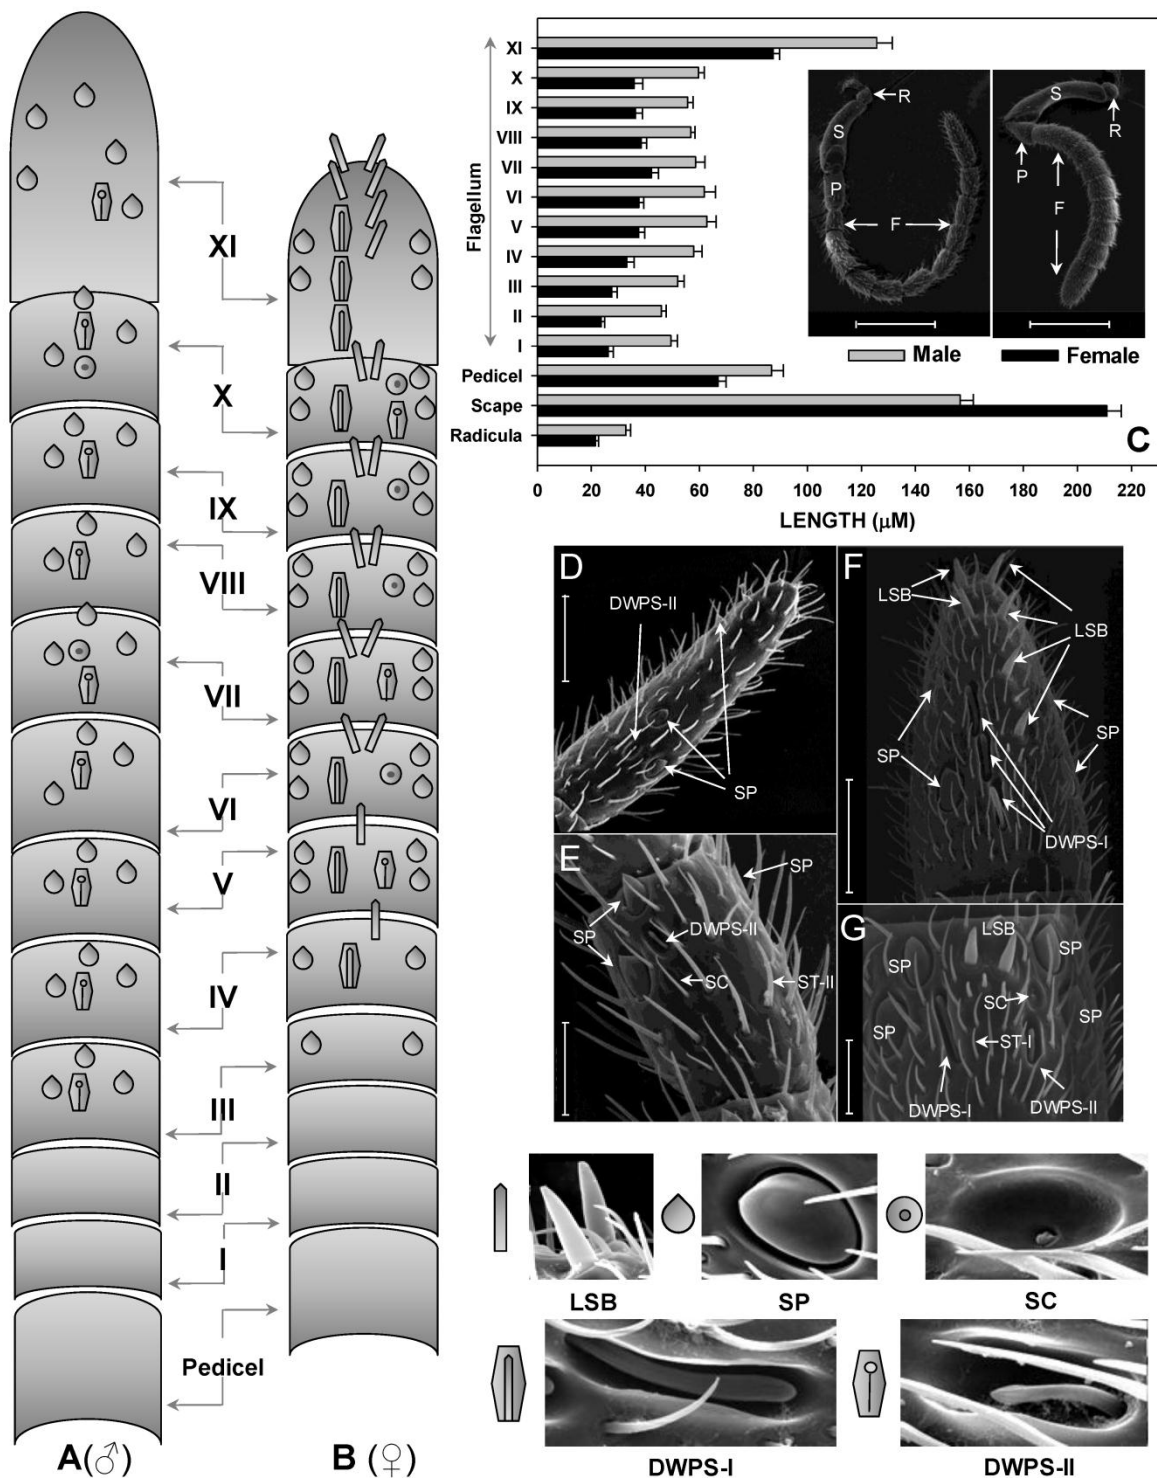 XI
X
IX
VIII
VII
VI
V
IV
III
II
I
Pedicel
A(♂)
B (♀)
Flagellum
XI
X
IX
VIII
VII
VI
V
IV
III
II
I
Pedicel
Scape
Radicula
0 20 40 60 80 100 120 140 160 180 200 220
LENGTH (μM)
S
R
P
F
S
R
P
F
Male
Female
C
D
DWPS-II
SP
E
SP
SP
DWPS-II
SC
ST-II
F
LSB
LSB
SP
SP
DWPS-I
G
LSB
SP
SP
SC
SP
SP
ST-I
DWPS-I
DWPS-II
LSB
SP
SC
DWPS-I
DWPS-II